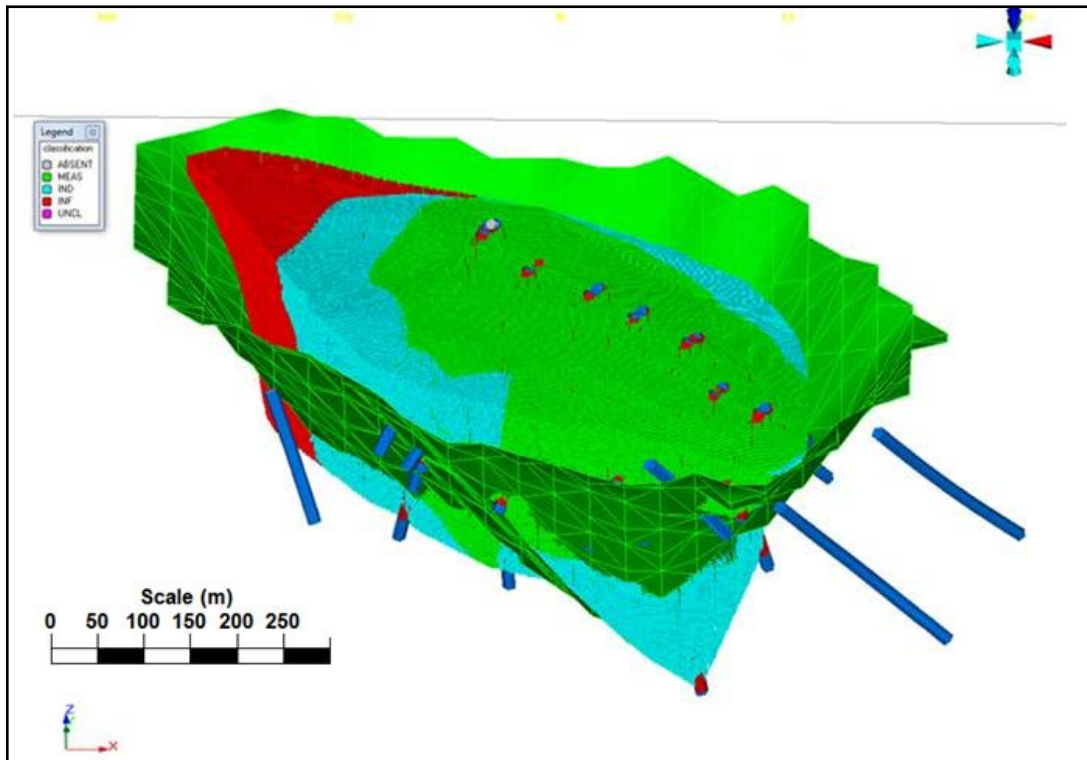 Legend
classification
ABSENT
MEAS
IND
INF
UNCL
Scale (m)
0 50 100 150 200 250
Z
X